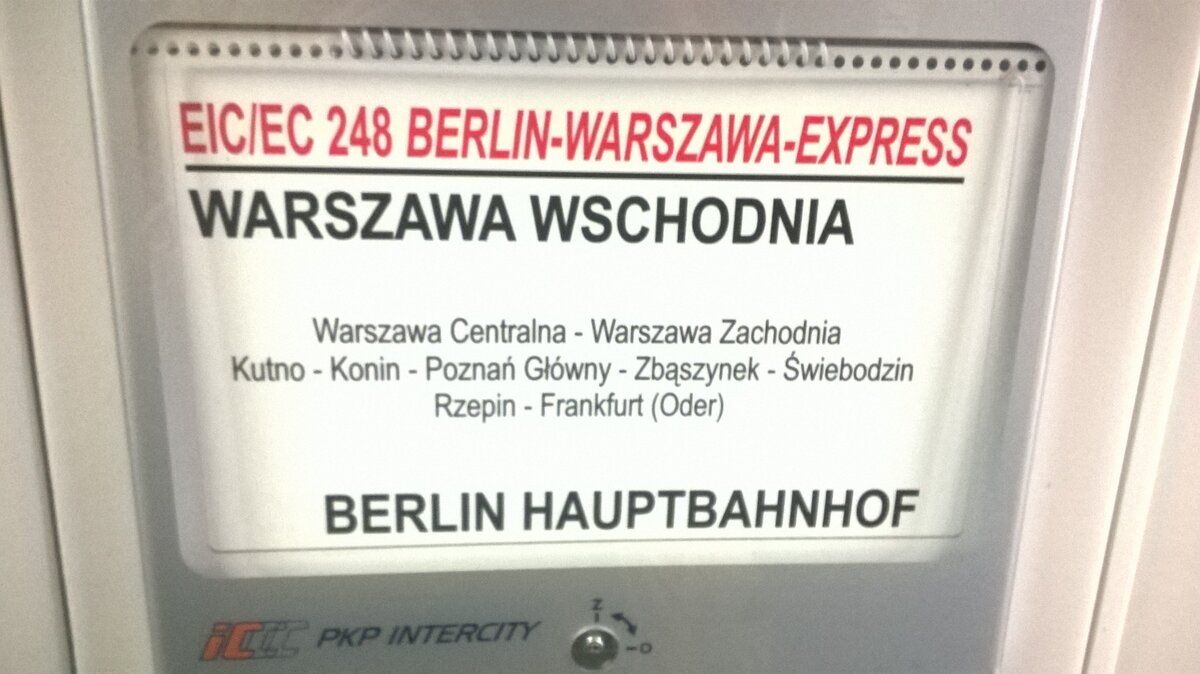 EIC/EC 248 BERLIN-WARSZAWA-EXPRESS
WARSZAWA WSCHODNIA
Warszawa Centralna - Warszawa Zachodnia
Kutno - Konin - Poznań Główny - Zbąszynek - Świebodzin
Rzepin - Frankfurt (Oder)
BERLIN HAUPTBAHNHOF
iC PKP INTERCITY
Z
O